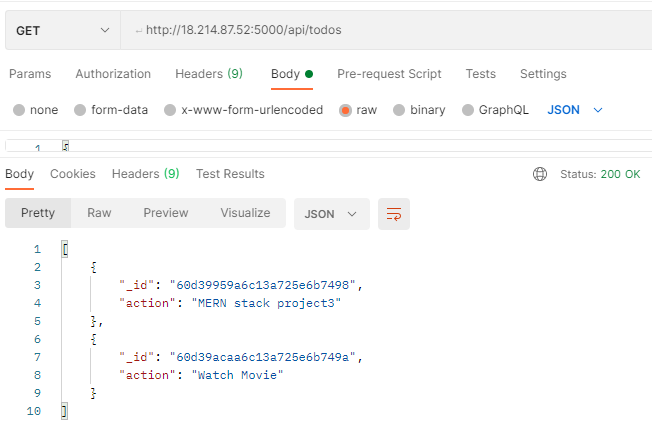 GET http://18.214.87.52:5000/api/todos
Params Authorization Headers (9) Body Pre-request Script Tests Settings
none form-data x-www-form-urlencoded raw binary GraphQL JSON
1 [
Body Cookies Headers (9) Test Results Status: 200 OK
Pretty Raw Preview Visualize JSON
1 [
2 {
3 "_id": "60d39959a6c13a725e6b7498",
4 "action": "MERN stack project3"
5 },
6 {
7 "_id": "60d39acaa6c13a725e6b749a",
8 "action": "Watch Movie"
9 }
10 ]